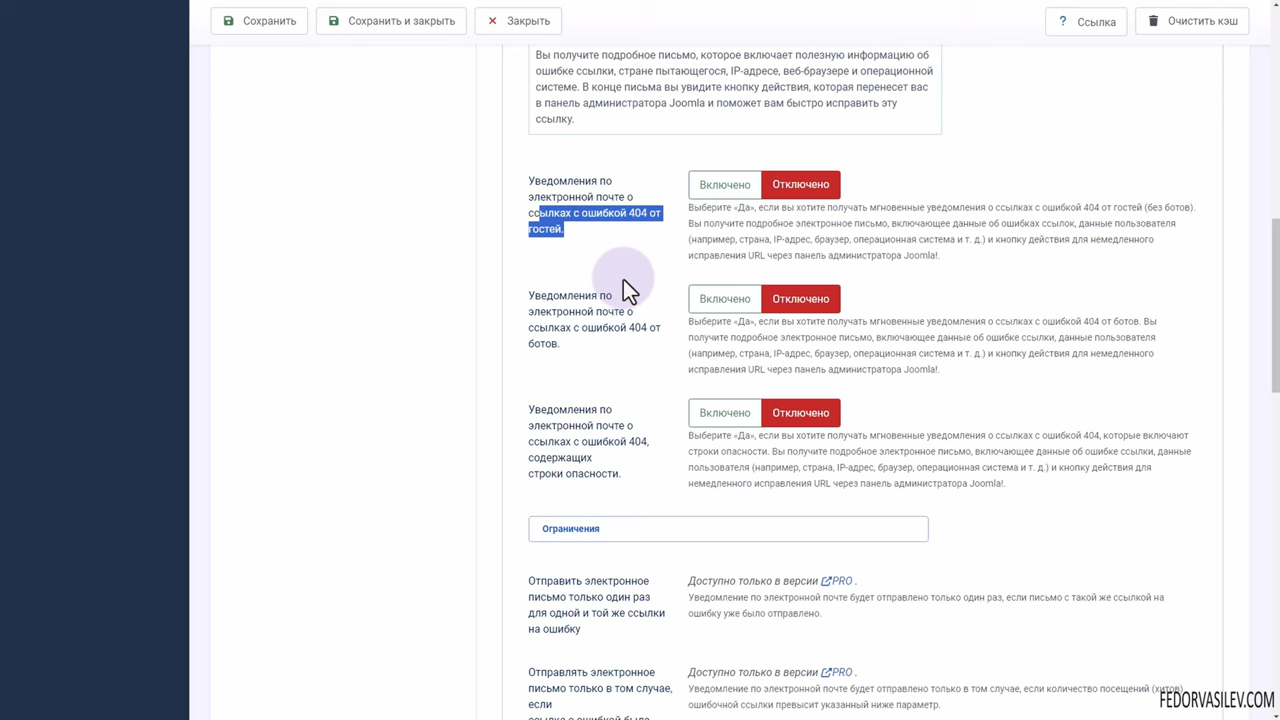 Сохранить
Сохранить и закрыть
Закрыть
Ссылка
Очистить кэш
Вы получите подробное письмо, которое включает полезную информацию об
ошибке ссылки, стране пытающегося, IP-адресе, веб-браузере и операционной
системе. В конце письма вы увидите кнопку действия, которая перенесет вас
в панель администратора Joomla и поможет вам быстро исправить эту
ссылку.
Уведомления по
электронной почте о
ссылках с ошибкой 404 от
гостей.
Включено
Отключено
Выберите «Да», если вы хотите получать мгновенные уведомления о ссылках с ошибкой 404 от гостей (без ботов).
Вы получите подробное электронное письмо, включающее данные об ошибках ссылок, данные пользователя
(например, страна, IP-адрес, браузер, операционная система и т. д.) и кнопку действия для немедленного
исправления URL через панель администратора Joomla!.
Уведомления по
электронной почте о
ссылках с ошибкой 404 от
ботов.
Включено
Отключено
Выберите «Да», если вы хотите получать мгновенные уведомления о ссылках с ошибкой 404 от ботов. Вы
получите подробное электронное письмо, включающее данные об ошибке ссылки, данные пользователя
(например, страна, IP-адрес, браузер, операционная система и т. д.) и кнопку действия для немедленного
исправления URL через панель администратора Joomla!.
Уведомления по
электронной почте о
ссылках с ошибкой 404,
содержащих
строки опасности.
Включено
Отключено
Выберите «Да», если вы хотите получать мгновенные уведомления о ссылках с ошибкой 404, которые включают
строки опасности. Вы получите подробное электронное письмо, включающее данные об ошибке ссылки, данные
пользователя (например, страна, IP-адрес, браузер, операционная система и т. д.) и кнопку действия для
немедленного исправления URL через панель администратора Joomla!.
Ограничения
Отправить электронное
письмо только один раз
для одной и той же ссылки
на ошибку
Доступно только в версии PRO .
Уведомление по электронной почте будет отправлено только один раз, если письмо с такой же ссылкой на
ошибку уже было отправлено.
Отправлять электронное
письмо только в том случае,
если
ссылка с ошибкой была
Доступно только в версии PRO .
Уведомление по электронной почте будет отправлено только в том случае, если количество посещений (хитов)
ошибочной ссылки превысит указанный ниже параметр.
FEDORVASILEV.COM